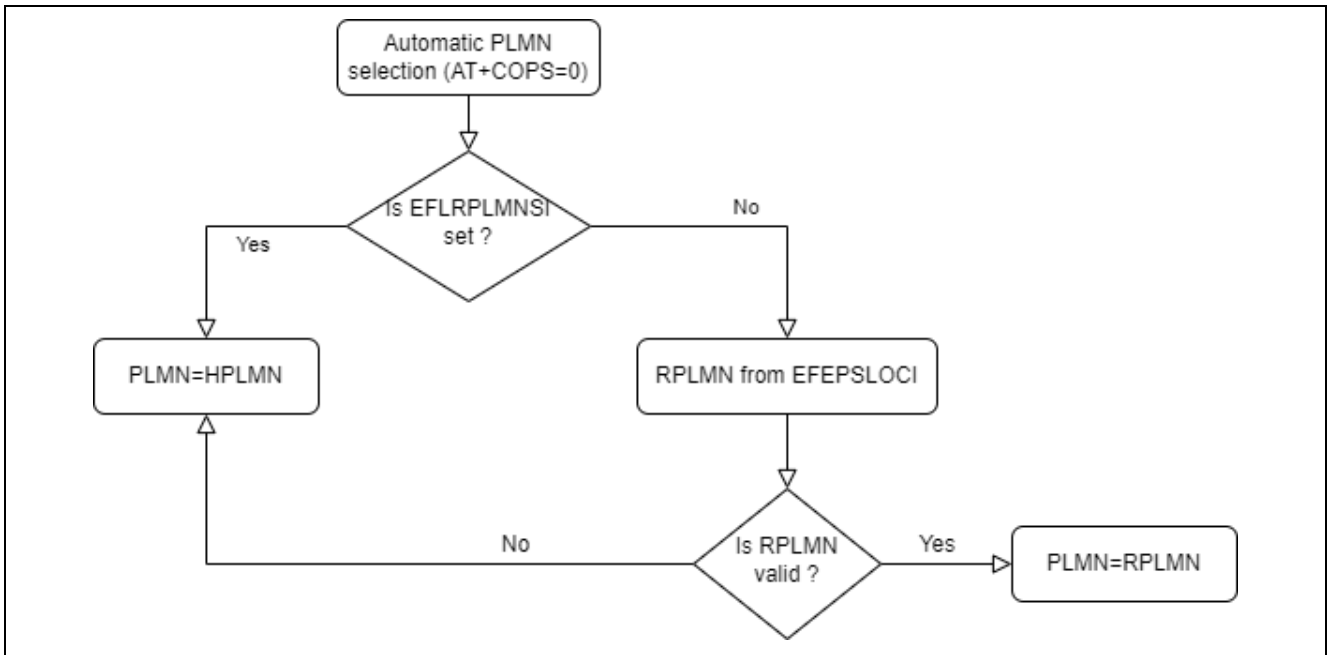 Automatic PLMN
selection (AT+COPS=0)
Is EFLRPLMNSI
set ?
Yes
No
PLMN=HPLMN
RPLMN from EFEPSLOCI
No
Is RPLMN
valid ?
Yes
PLMN=RPLMN